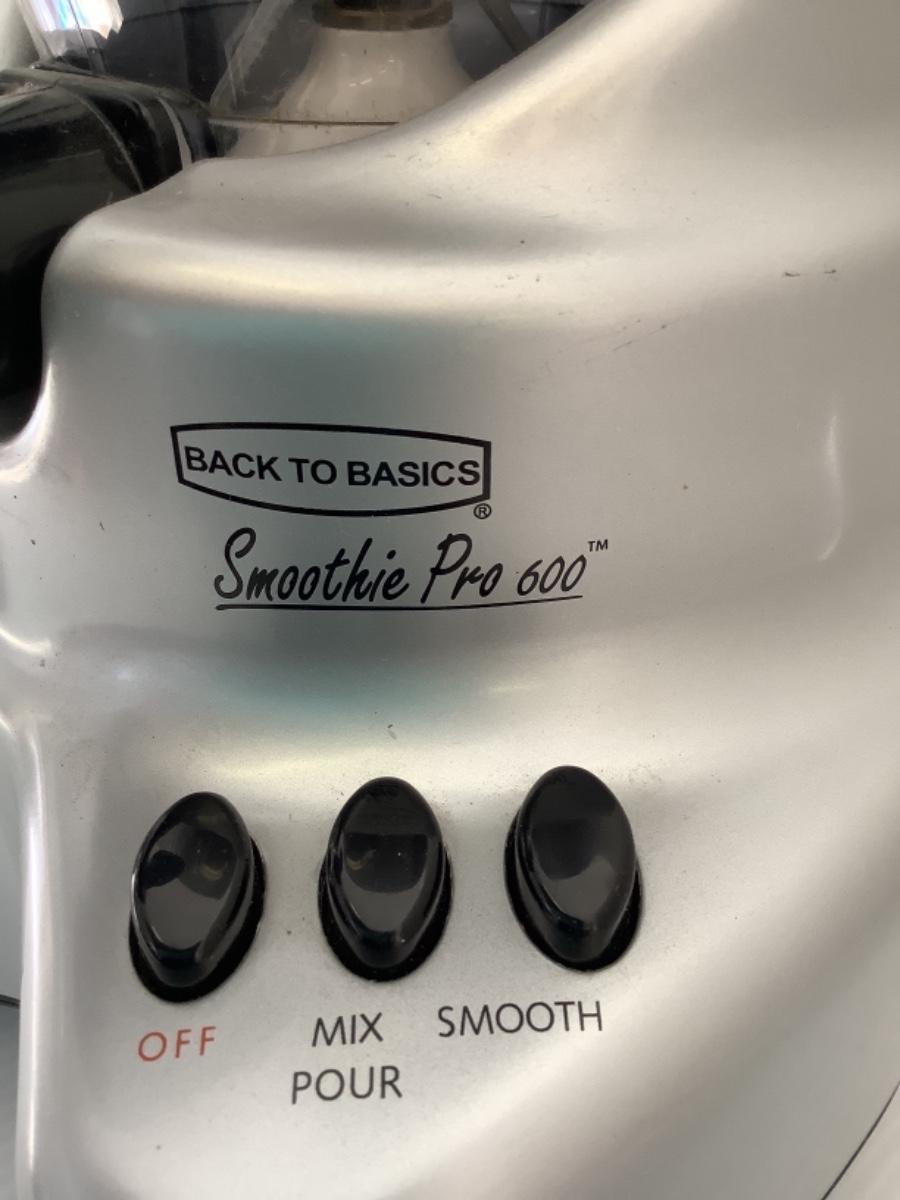 BACK TO BASICS®
Smoothie Pro 600™
OFF
MIX
POUR
SMOOTH